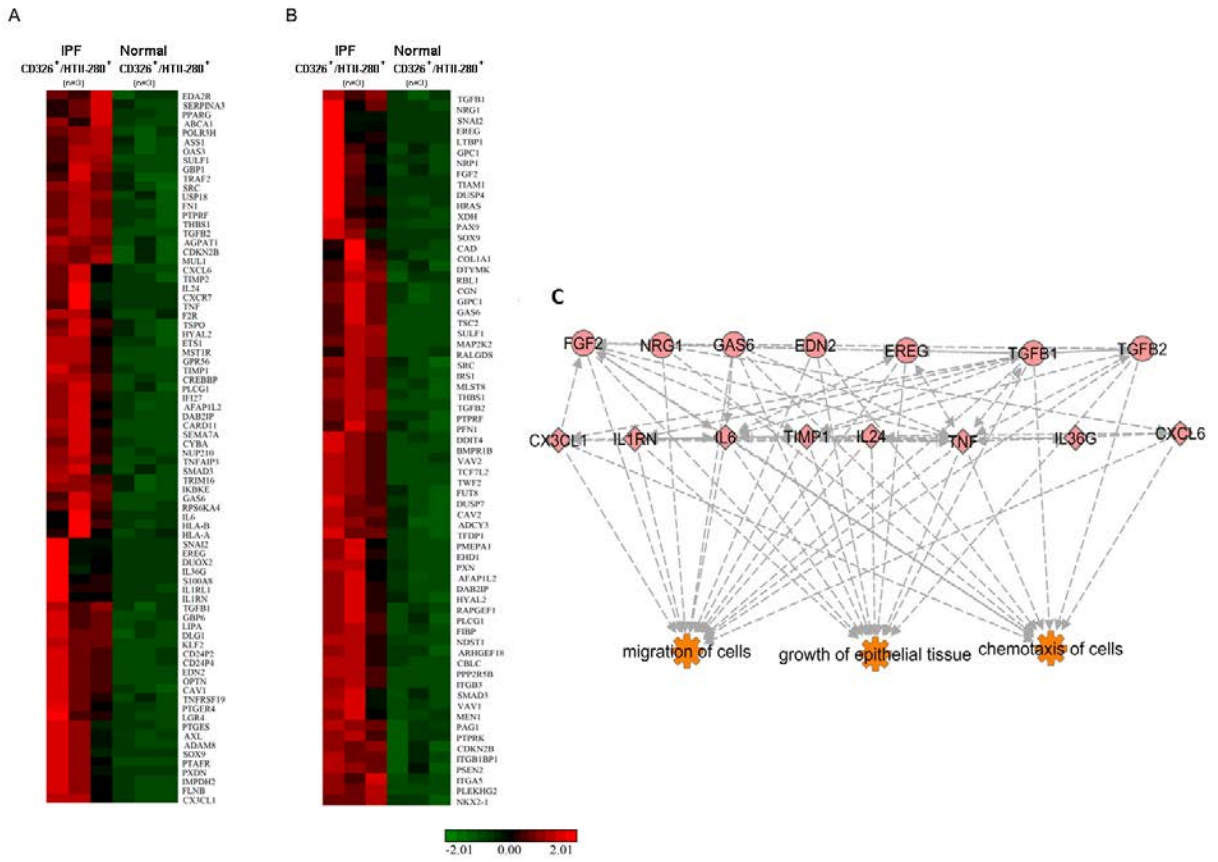 A
B
IPF Normal
CD326+/HTII-280+ CD326+/HTII-280+
(n=3) (n=3)
EDA2R
SERPINA3
PPARG
ABCA1
POLR3H
ASS1
OAS3
SULF1
GBP1
TRAF2
SRC
USP18
FN1
PTPRF
THBS1
TGFB2
AGPAT1
CDKN2B
MUL1
CXCL6
TIMP2
IL24
CXCR7
TNF
F2R
TSPO
HYAL2
ETS1
MST1R
GPR56
TIMP1
CREBBP
PLCG1
IFI27
AFAP1L2
DAB2IP
CARD11
SEMA7A
CYBA
NUP210
TNFAIP3
SMAD3
TRIM16
IKBKE
GAS6
RPS6KA4
IL6
HLA-B
HLA-A
SNAI2
EREG
DUOX2
IL36G
S100A8
IL1RL1
IL1RN
TGFB1
GBP6
LIPA
DLG1
KLF2
CD24P2
CD24P4
EDN2
OPTN
CAV1
TNFRSF19
PTGER4
LGR4
PTGES
AXL
ADAM8
SOX9
PTAFR
PXDN
IMPDH2
FLNB
CX3CL1
IPF Normal
CD326+/HTII-280+ CD326+/HTII-280+
(n=3) (n=3)
TGFB1
NRG1
SNAI2
EREG
LTBP1
GPC1
NRP1
FGF2
TIAM1
DUSP4
HRAS
XDH
PAX9
SOX9
CAD
COL1A1
DTYMK
RBL1
CGN
GIPC1
GAS6
TSC2
SULF1
MAP2K2
RALGDS
SRC
IRS1
MLST8
THBS1
TGFB2
PTPRF
PFN1
DDIT4
BMPR1B
VAV2
TCF7L2
TWF2
FUT8
DUSP7
CAV2
ADCY3
TFDP1
PMEPA1
EHD1
PXN
AFAP1L2
DAB2IP
HYAL2
RAPGEF1
PLCG1
FIBP
NDST1
ARHGEF18
CBLC
PPP2R5B
ITGB3
SMAD3
VAV1
MEN1
PAG1
PTPRK
CDKN2B
ITGB1BP1
PSEN2
ITGA5
PLEKHG2
NKX2-1
-2.01 0.00 2.01
C
FGF2 NRG1 GAS6 EDN2 EREG TGFB1 TGFB2
CX3CL1 IL1RN IL6 TIMP1 IL24 TNF IL36G CXCL6
migration of cells growth of epithelial tissue chemotaxis of cells